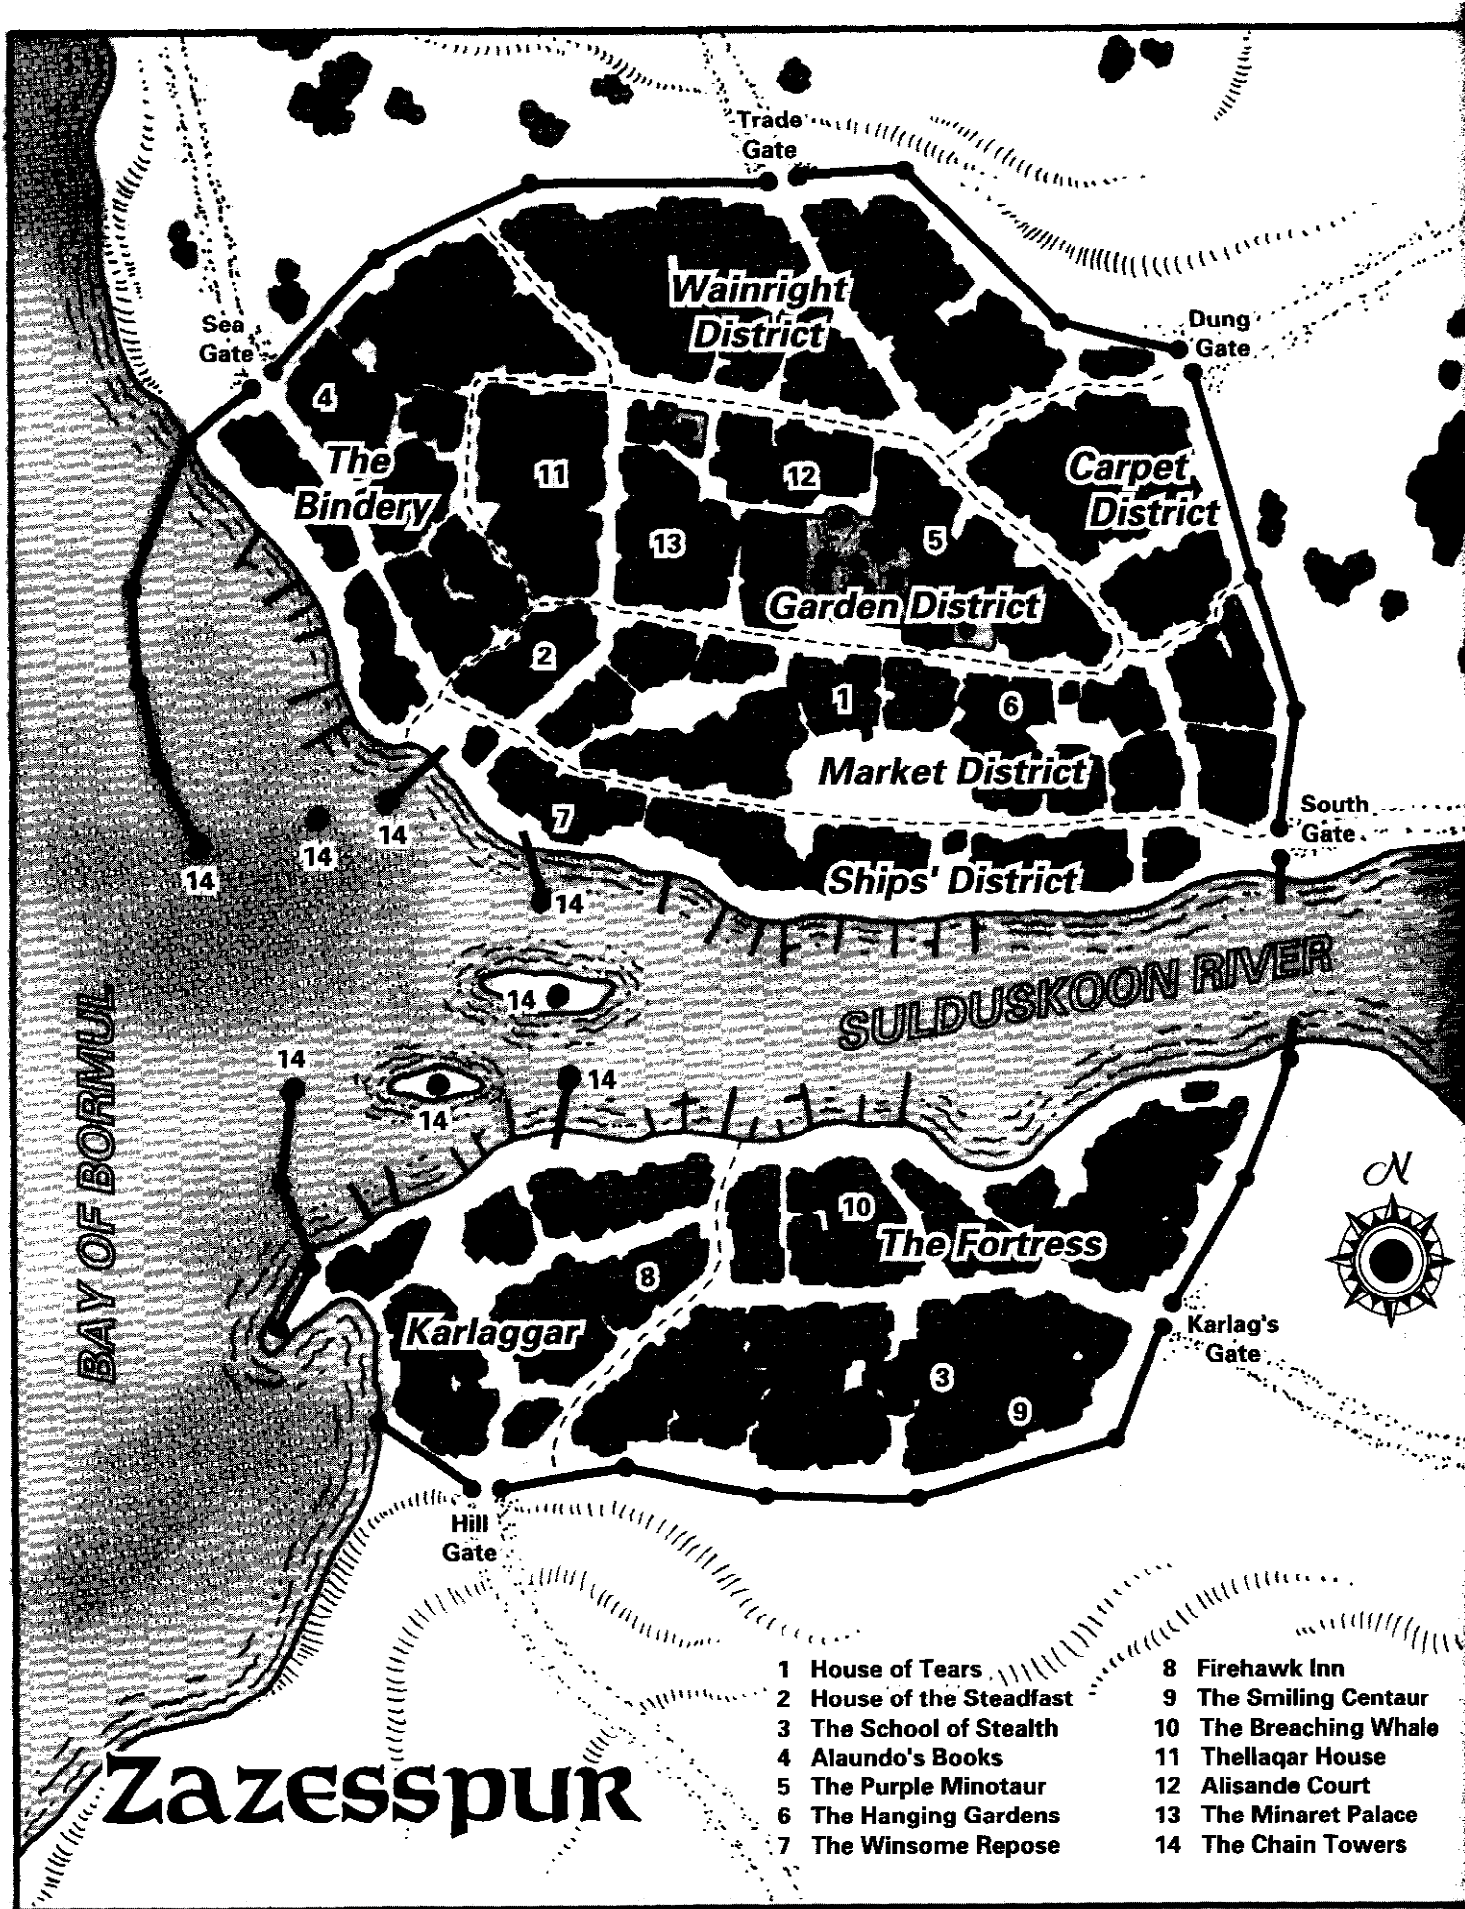 Trade
Gate
Wainright
District
Sea
Gate
Dung
Gate
4
The
Bindery
11
12
Carpet
District
13
5
Garden District
2
1
6
Market District
7
South
Gate
Ships' District
14
14
14
14
14
SULDUSKOON RIVER
14
14
14
BAY OF BORMUL
N
10
The Fortress
8
Karlaggar
Karlag's
Gate
3
9
Hill
Gate
1 House of Tears
2 House of the Steadfast
3 The School of Stealth
4 Alaundo's Books
5 The Purple Minotaur
6 The Hanging Gardens
7 The Winsome Repose
8 Firehawk Inn
9 The Smiling Centaur
10 The Breaching Whale
11 Thellaqar House
12 Alisande Court
13 The Minaret Palace
14 The Chain Towers
Zazesspur